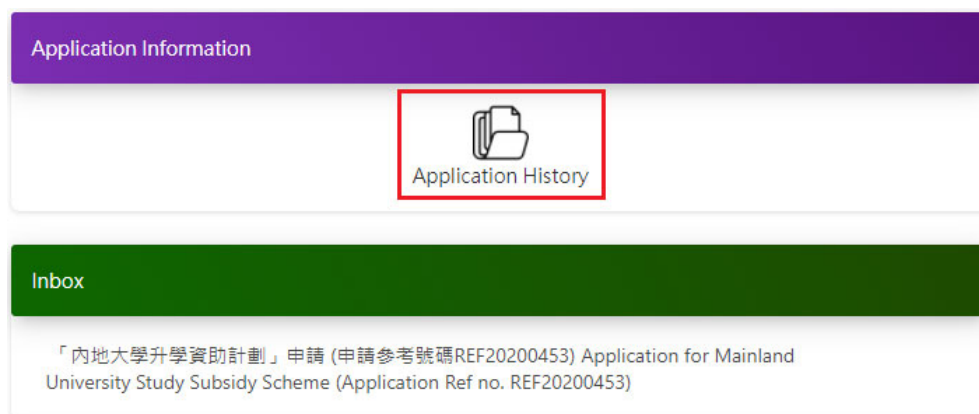 Application Information
Application History
Inbox
「內地大學升學資助計劃」申請 (申請參考號碼REF20200453) Application for Mainland
University Study Subsidy Scheme (Application Ref no. REF20200453)